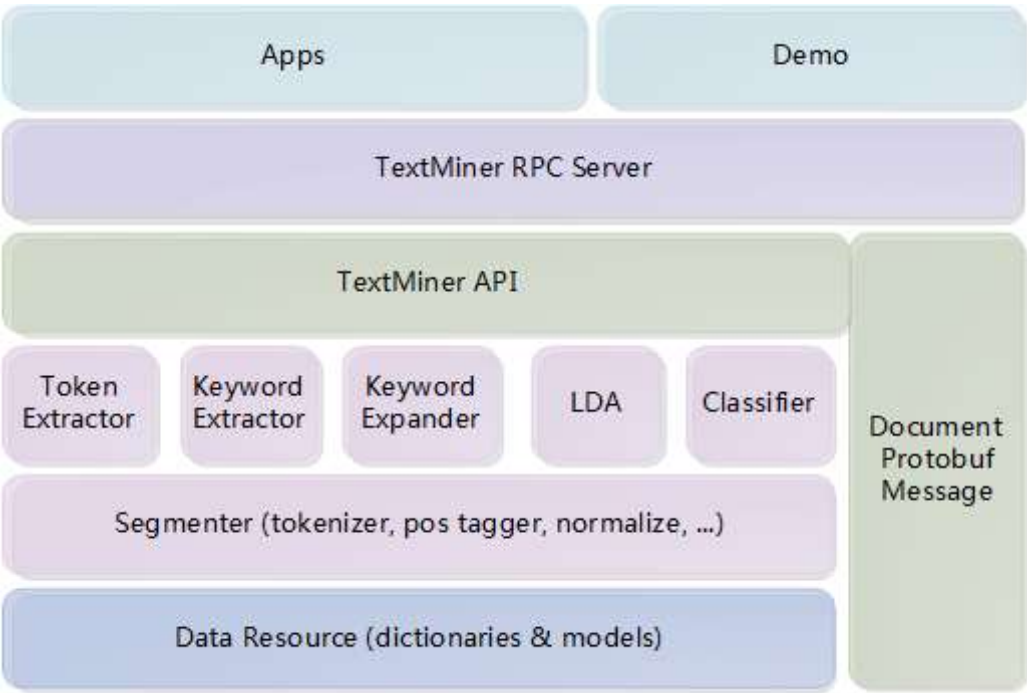 Apps
Demo
TextMiner RPC Server
TextMiner API
Token
Extractor
Keyword
Extractor
Keyword
Expander
LDA
Classifier
Document
Protobuf
Message
Segmenter (tokenizer, pos tagger, normalize, ...)
Data Resource (dictionaries & models)